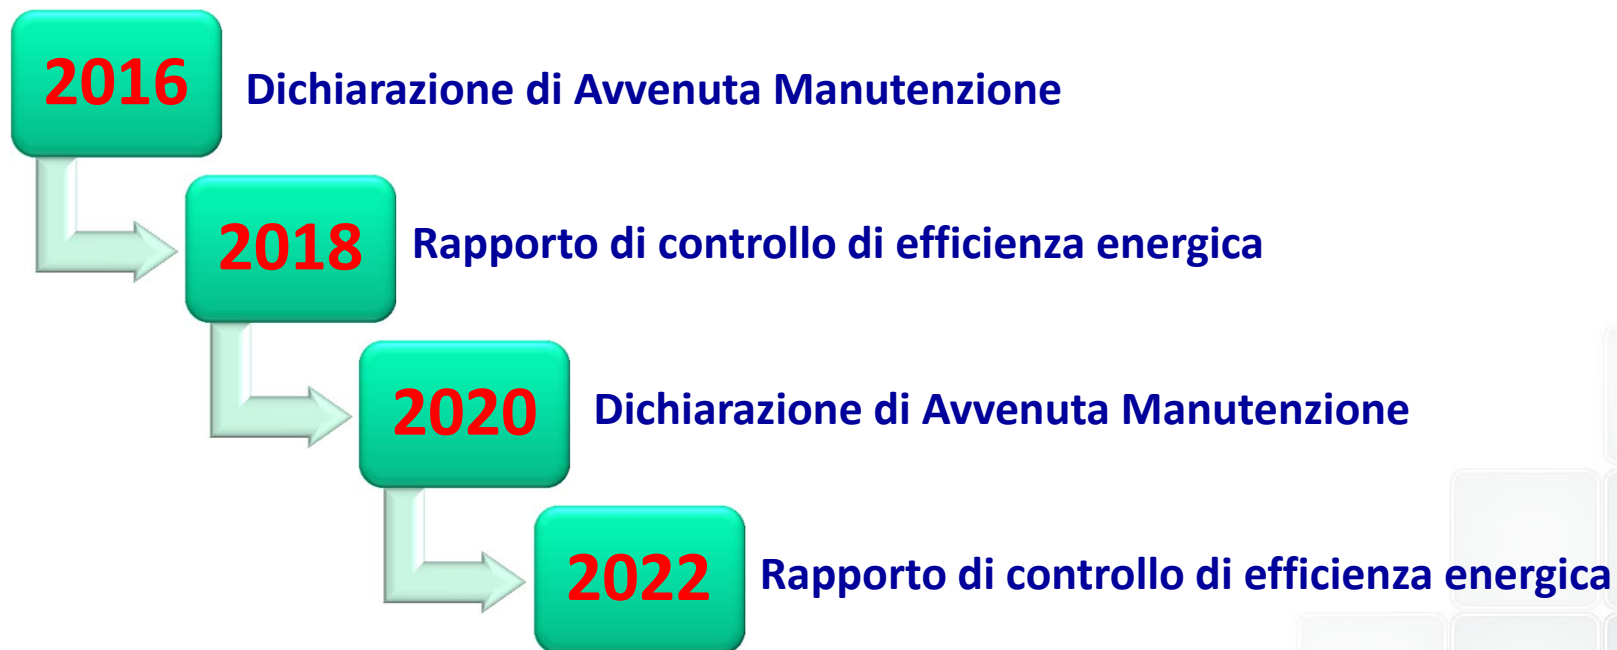 2016 Dichiarazione di Avvenuta Manutenzione
2018 Rapporto di controllo di efficienza energica
2020 Dichiarazione di Avvenuta Manutenzione
2022 Rapporto di controllo di efficienza energica